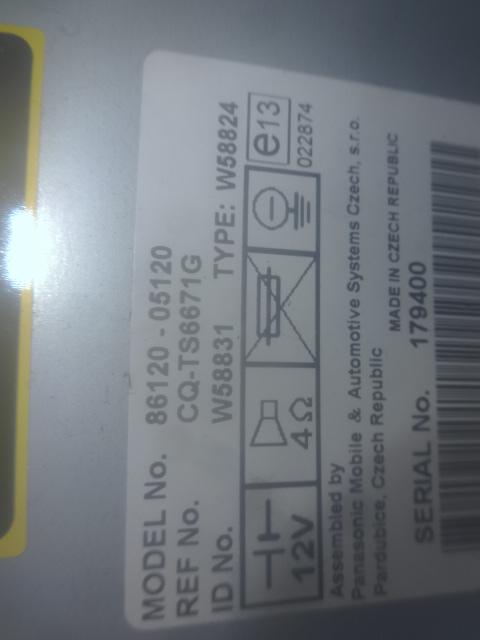 MODEL No. 86120 - 05120
REF No. CQ-TS6671G
ID No. W58831 TYPE: W58824
12V 4Ω e13
022874
Assembled by
Panasonic Mobile & Automotive Systems Czech, s.r.o.
Pardubice, Czech Republic
MADE IN CZECH REPUBLIC
SERIAL No. 179400